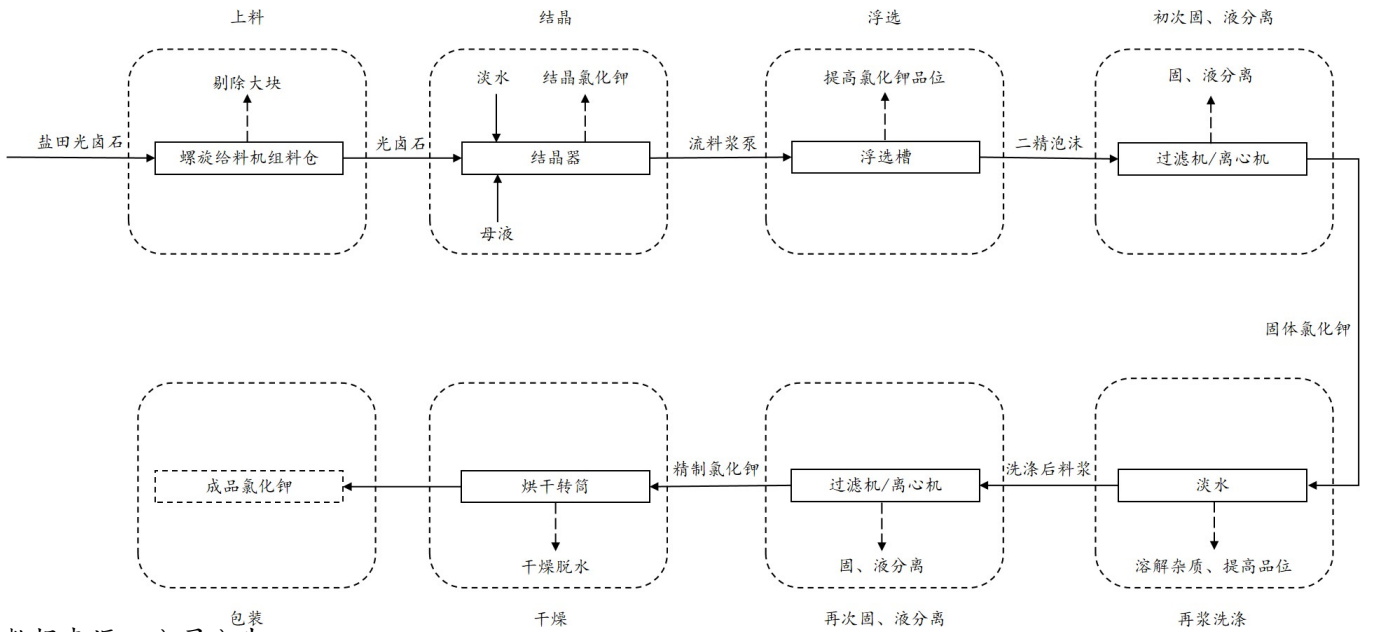 上料
结晶
浮选
初次固、液分离
剔除大块
淡水
结晶氯化钾
提高氯化钾品位
固、液分离
盐田光卤石
螺旋给料机组料仓
光卤石
结晶器
流料浆泵
浮选槽
二精泡沫
过滤机/离心机
母液
固体氯化钾
成品氯化钾
烘干转筒
精制氯化钾
过滤机/离心机
洗涤后料浆
淡水
干燥脱水
固、液分离
溶解杂质、提高品位
包装
干燥
再次固、液分离
再浆洗涤